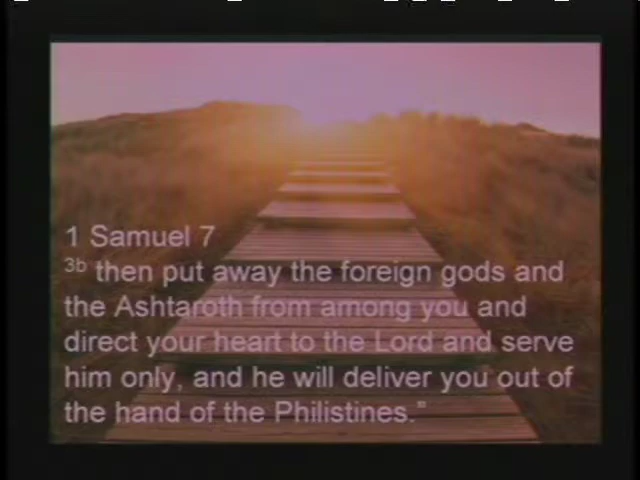 1 Samuel 7
3b then put away the foreign gods and
the Ashtaroth from among you and
direct your heart to the Lord and serve
him only, and he will deliver you out of
the hand of the Philistines."